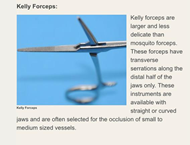 Kelly Forceps:
Kelly forceps are
larger and less
delicate than
mosquito forceps.
These forceps have
transverse
serrations along the
distal half of the
jaws only. These
instruments are
available with
Kelly Forceps
straight or curved
jaws and are often selected for the occlusion of small to
medium sized vessels.